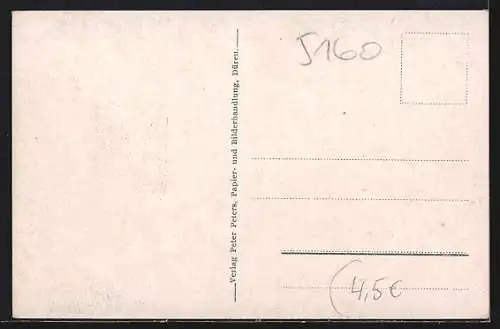 5160
Verlag Peter Peters, Papier- und Bilderhandlung, Düren.
4,5€